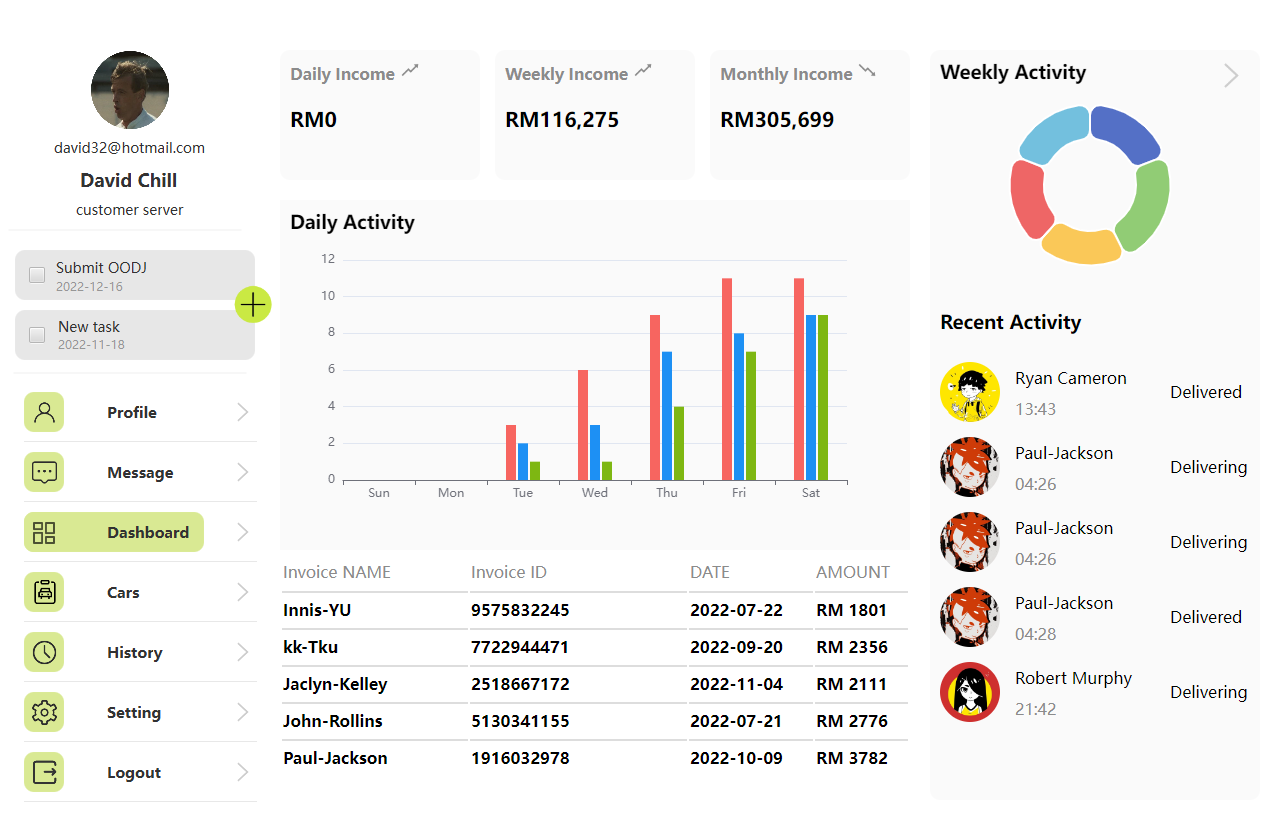 david32@hotmail.com
David Chill
customer server
Submit OODJ
2022-12-16
New task
2022-11-18
Profile
Message
Dashboard
Cars
History
Setting
Logout
Daily Income
RM0
Weekly Income
RM116,275
Monthly Income
RM305,699
Daily Activity
12
10
8
6
4
2
0
Sun Mon Tue Wed Thu Fri Sat
Invoice NAME Invoice ID DATE AMOUNT
Innis-YU 9575832245 2022-07-22 RM 1801
kk-Tku 7722944471 2022-09-20 RM 2356
Jaclyn-Kelley 2518667172 2022-11-04 RM 2111
John-Rollins 5130341155 2022-07-21 RM 2776
Paul-Jackson 1916032978 2022-10-09 RM 3782
Weekly Activity
Recent Activity
Ryan Cameron
13:43
Delivered
Paul-Jackson
04:26
Delivering
Paul-Jackson
04:26
Delivering
Paul-Jackson
04:28
Delivered
Robert Murphy
21:42
Delivering